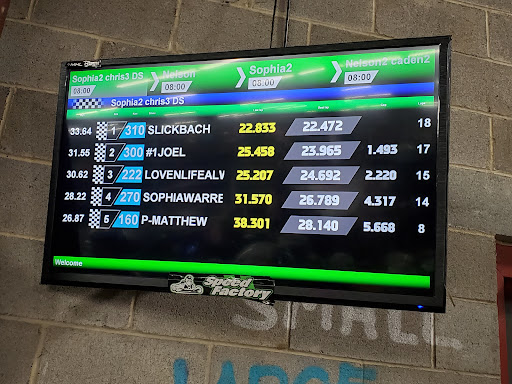 Sophia2 chris3 DS Nelson Sophia2 Nelson2 caden2
08:00 08:00 08:00 08:00
Sophia2 chris3 DS
33.64 1 310 SLICKBACH 22.833 22.472 18
31.55 2 300 #1JOEL 25.458 23.965 1.493 17
30.62 3 222 LOVENLIFEALW 25.207 24.692 2.220 15
28.22 4 270 SOPHIAWARRE 31.570 26.789 4.317 14
26.87 5 160 P-MATTHEW 38.301 28.140 5.668 8
Welcome
Speed
Factory
SMALL
LARGE